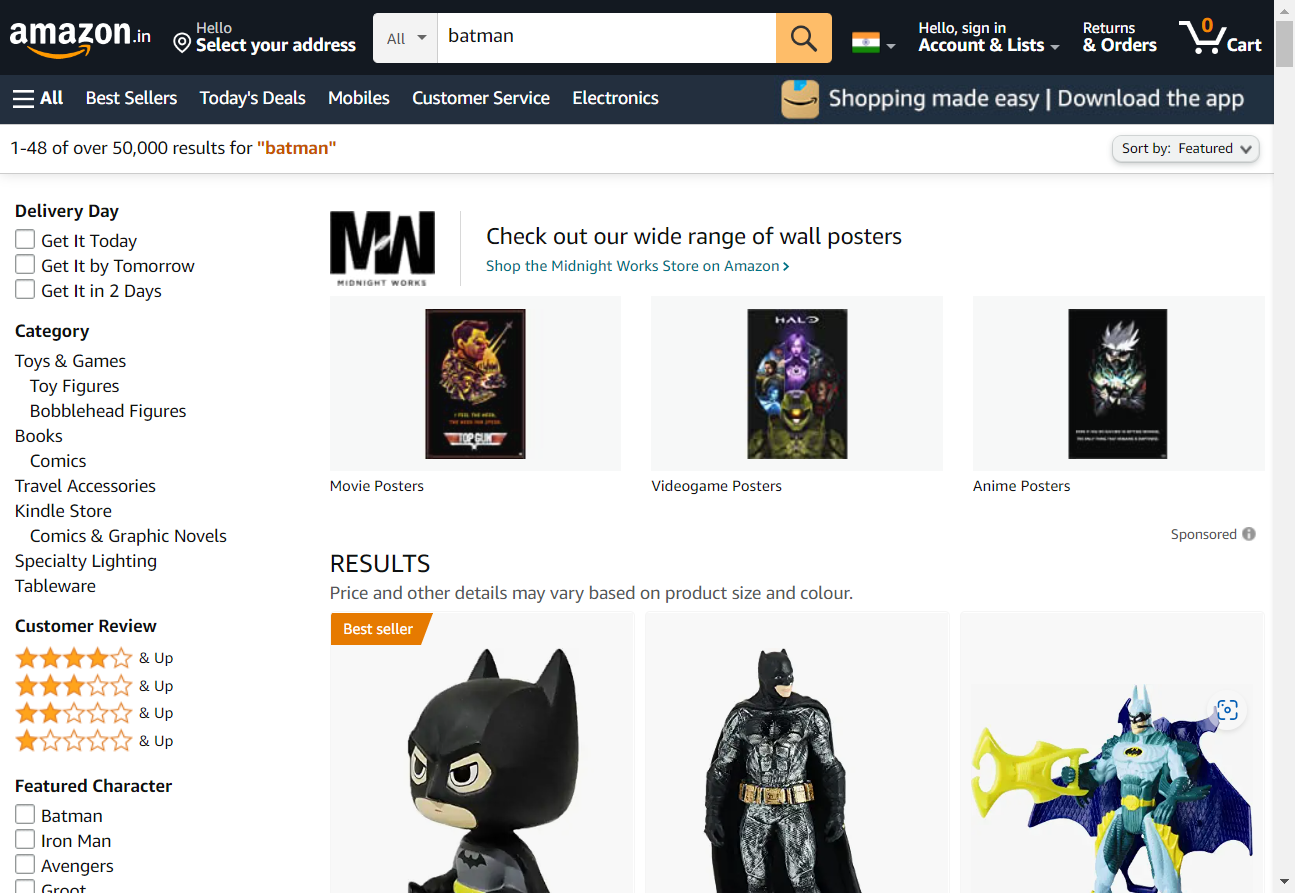 amazon.in
Hello
Select your address
All
batman
Hello, sign in
Account & Lists
Returns
& Orders
0
Cart
All
Best Sellers
Today's Deals
Mobiles
Customer Service
Electronics
Shopping made easy | Download the app
1-48 of over 50,000 results for "batman"
Sort by: Featured
Delivery Day
Get It Today
Get It by Tomorrow
Get It in 2 Days
Category
Toys & Games
Toy Figures
Bobblehead Figures
Books
Comics
Travel Accessories
Kindle Store
Comics & Graphic Novels
Specialty Lighting
Tableware
Customer Review
& Up
& Up
& Up
& Up
Featured Character
Batman
Iron Man
Avengers
Groot
MW
MIDNIGHT WORKS
Check out our wide range of wall posters
Shop the Midnight Works Store on Amazon
I FEEL THE NEED,
THE NEED FOR SPEED.
TOP GUN
HALO
Movie Posters
Videogame Posters
Anime Posters
Sponsored
RESULTS
Price and other details may vary based on product size and colour.
Best seller